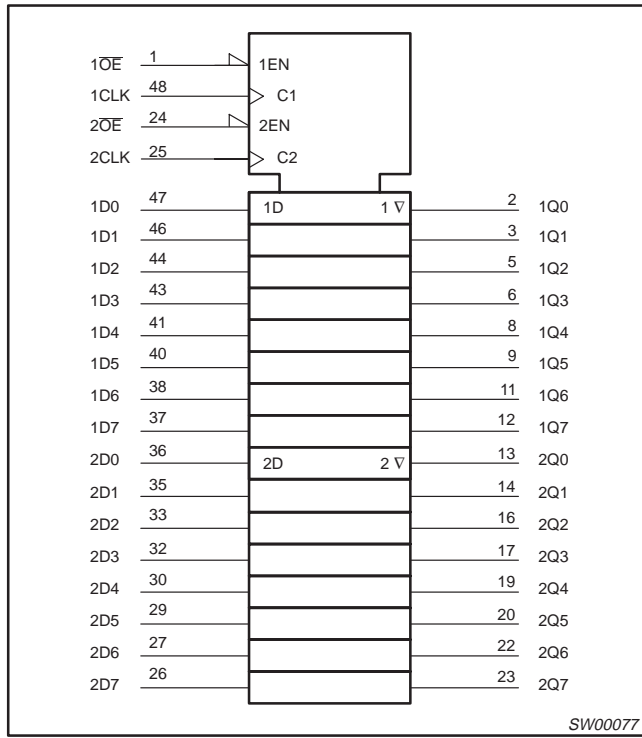 1O̅E̅ 1 1EN
1CLK 48 C1
2O̅E̅ 24 2EN
2CLK 25 C2
1D0 47 1D 1 ∇ 2 1Q0
1D1 46 3 1Q1
1D2 44 5 1Q2
1D3 43 6 1Q3
1D4 41 8 1Q4
1D5 40 9 1Q5
1D6 38 11 1Q6
1D7 37 12 1Q7
2D0 36 2D 2 ∇ 13 2Q0
2D1 35 14 2Q1
2D2 33 16 2Q2
2D3 32 17 2Q3
2D4 30 19 2Q4
2D5 29 20 2Q5
2D6 27 22 2Q6
2D7 26 23 2Q7
SW00077